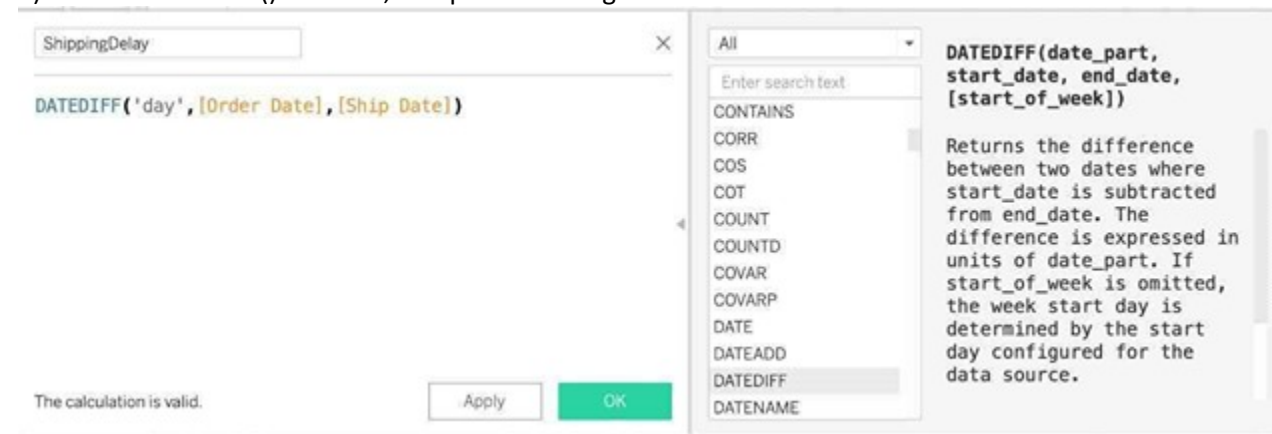 ()
ShippingDelay
DATEDIFF('day',[Order Date],[Ship Date])
The calculation is valid.
Apply
OK
All
Enter search text
CONTAINS
CORR
COS
COT
COUNT
COUNTD
COVAR
COVARP
DATE
DATEADD
DATEDIFF
DATENAME
DATEDIFF(date_part,
start_date, end_date,
[start_of_week])
Returns the difference
between two dates where
start_date is subtracted
from end_date. The
difference is expressed in
units of date_part. If
start_of_week is omitted,
the week start day is
determined by the start
day configured for the
data source.